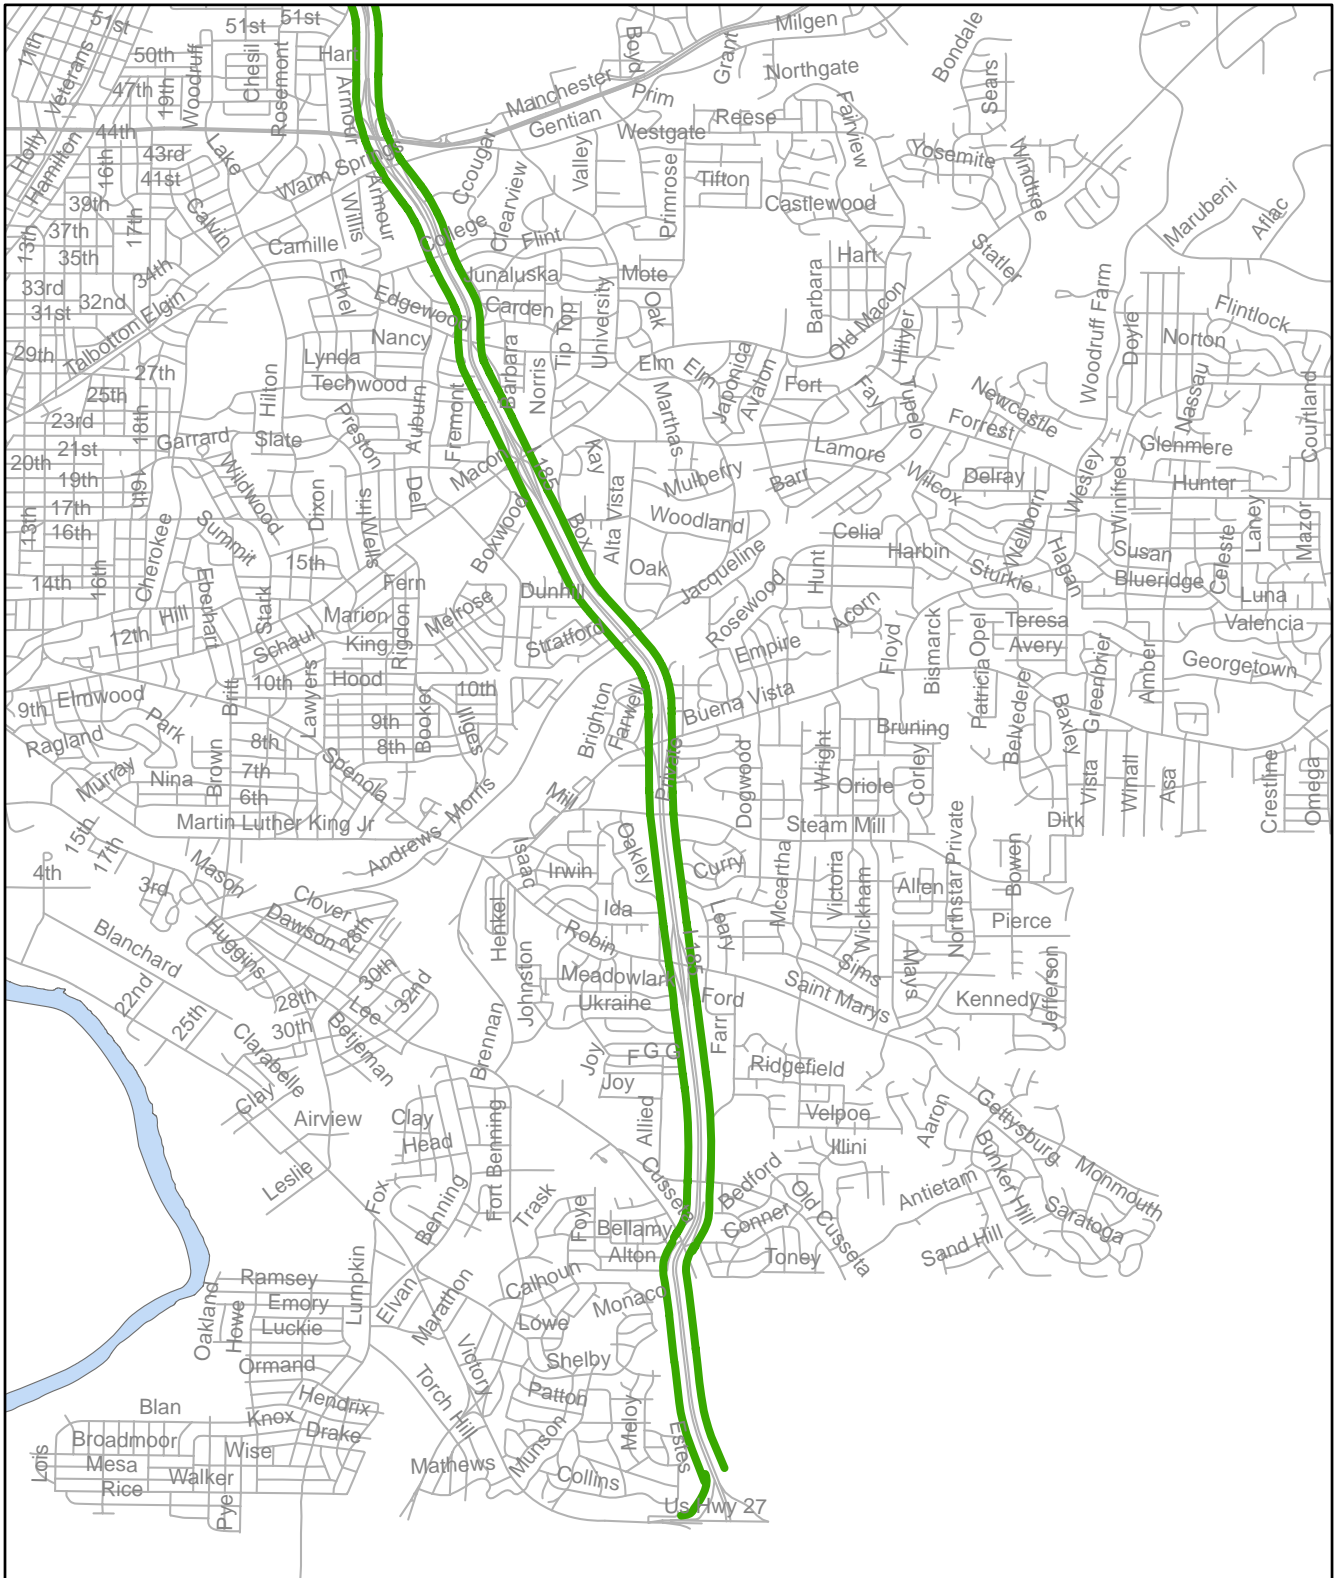 51st
51st
51st
11th
Veterans
50th
Woodruff
Chesil
Rosemont
Hart
47th
19th
Armour
Boyd
Grant
Milgen
Bondale
Northgate
Sears
Manchester
Prim
Gentian
Westgate
Reese
Fairview
Yosemite
Windtree
Holly
Hamilton
44th
43rd
16th
41st
Lake
Warm Springs
Ccougar
Clearview
Valley
Primrose
Tifton
Castlewood
39th
Calvin
Willis
Armour
37th
17th
13th
35th
Camille
College
Flint
Marubeni
Aflac
34th
33rd
32nd
31st
Talbotton
Elgin
Ethel
Edgewood
Junaluska
Mote
University
Oak
Carden
Hart
Barbara
Old Macon
Statler
Woodruff Farm
Doyle
Flintlock
Norton
Nancy
Barbara
Tip Top
Hilyer
29th
27th
Lynda
Techwood
Norris
Elm
Elm
Japonica
Avalon
Fort
Fay
Tupelo
Newcastle
Forrest
Nassau
Courtland
25th
23rd
18th
Hilton
Auburn
Fremont
Matthas
Glenmere
21st
20th
19th
Garrard
Slate
Preston
Macon
I-185
Kay
Mulberry
Barr
Lamore
Wilcox
Delray
Wesley
Winifred
Hunter
16th
17th
16th
13th
Wildwood
Dixon
Iris
Dell
Boxwood
Box
Alta Vista
Woodland
Celia
Harbin
Welborn
Laney
Mazor
Cherokee
Summit
Wells
15th
Fern
Dunhill
Oak
Jacqueline
Hunt
Sturkie
Hagan
Susan
Blueridge
Celeste
Luna
14th
16th
Eberhart
Stark
Marion
Melrose
Rosewood
Acorn
Floyd
Bismarck
Opel
Teresa
Valencia
12th
Hill
Schaul
King
Rigdon
Stratford
Empire
Avery
Greenbrier
Amber
Georgetown
10th
Hood
10th
9th
Elmwood
Britt
Lawyers
Booker
Illges
Brighton
Farwell
Buena Vista
Patricia
Belvedere
Baxley
Ragland
Park
9th
8th
8th
Bruning
Murray
Nina
Brown
7th
6th
Spenola
Morris
Mill
Private
Dogwood
Wright
Oriole
Corley
Vista
Winall
Asa
Crestline
Omega
Martin Luther King Jr
Andrews
Steam Mill
Dirk
15th
17th
4th
3rd
Mason
Isaac
Irwin
Oakley
Curry
Mccartha
Victoria
Wickham
Allen
Northstar
Private
Bowen
Clover
Dawson
28th
Henkel
Ida
Leary
Pierce
Blanchard
Huggins
Robin
I-185
Sims
Mays
22nd
25th
28th
30th
30th
Lee
32nd
Johnston
Meadowlark
Ukraine
Ford
Saint Marys
Kennedy
Jefferson
Clarabelle
Betjeman
Brennan
Joy
F
G
G
Farr
Ridgefield
Clay
Airview
Clay
Head
Joy
Allied
Velpoe
Illini
Aaron
Gettysburg
Leslie
Fox
Benning
Fort Benning
Trask
Foye
Cusseta
Bellamy
Alton
Bedford
Conner
Old Cusseta
Toney
Antietam
Bunker Hill
Monmouth
Saratoga
Sand Hill
Ramsey
Lumpkin
Elvan
Marathon
Calhoun
Monaco
Oakland
Howe
Emory
Luckie
Lowe
Ormand
Victory
Shelby
Torch Hill
Patton
Hendrix
Blan
Knox
Drake
Meloy
Estes
Lois
Broadmoor
Wise
Mesa
Walker
Mathews
Munson
Collins
Rice
Pye
Us Hwy 27